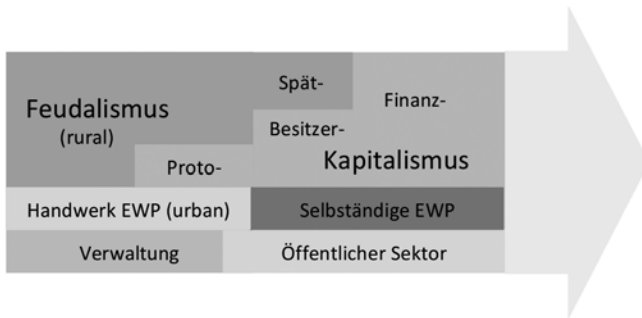 Spät-
Finanz-
Feudalismus
(rural)
Besitzer-
Proto-
Kapitalismus
Handwerk EWP (urban)
Selbständige EWP
Verwaltung
Öffentlicher Sektor